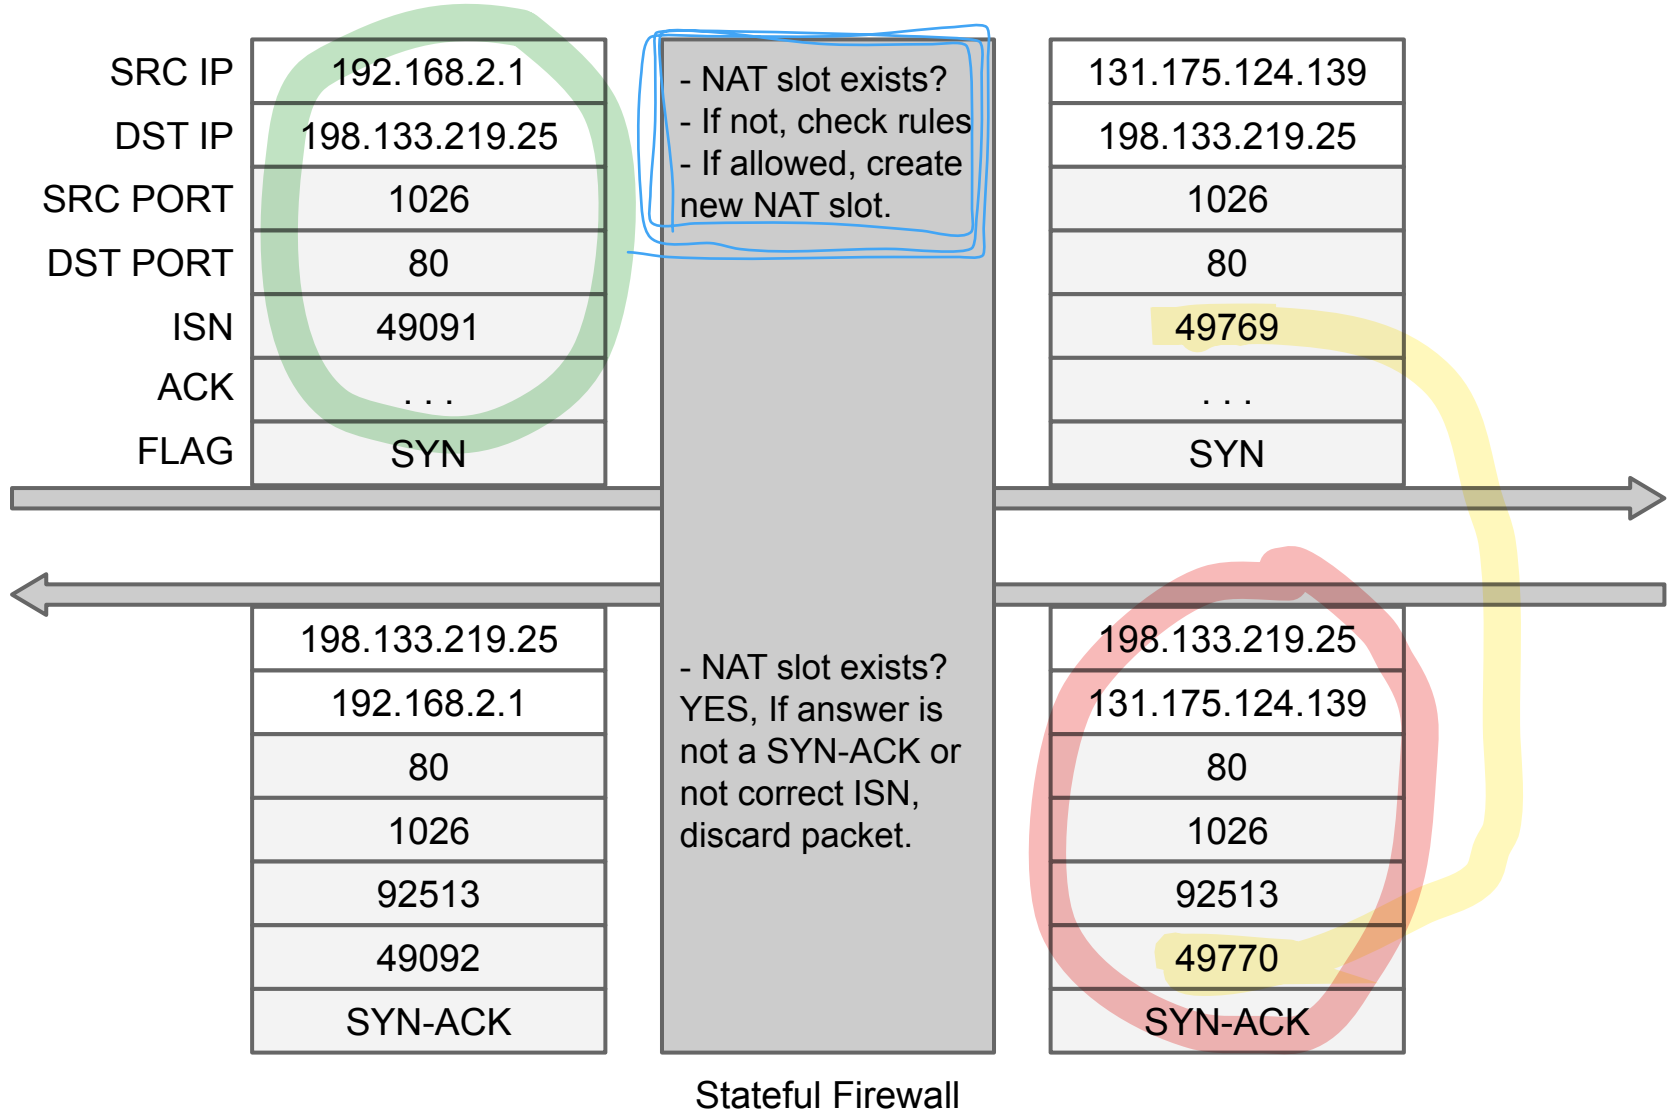 SRC IP 192.168.2.1 131.175.124.139
DST IP 198.133.219.25 198.133.219.25
SRC PORT 1026 1026
DST PORT 80 80
ISN 49091 49769
ACK . . . . . .
FLAG SYN SYN
- NAT slot exists?
- If not, check rules
- If allowed, create
new NAT slot.
198.133.219.25 198.133.219.25
192.168.2.1 131.175.124.139
80 80
1026 1026
92513 92513
49092 49770
SYN-ACK SYN-ACK
- NAT slot exists?
YES, If answer is
not a SYN-ACK or
not correct ISN,
discard packet.
Stateful Firewall